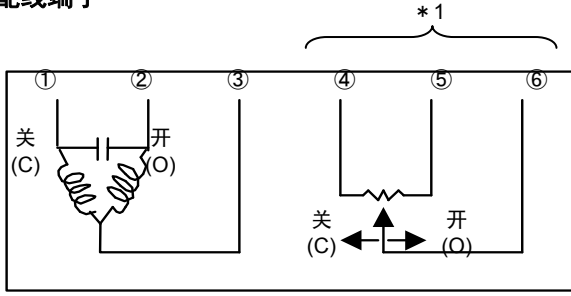 配线端子
*1
① ② ③ ④ ⑤ ⑥
关 开
(C) (O)
关 开
(C) (O)